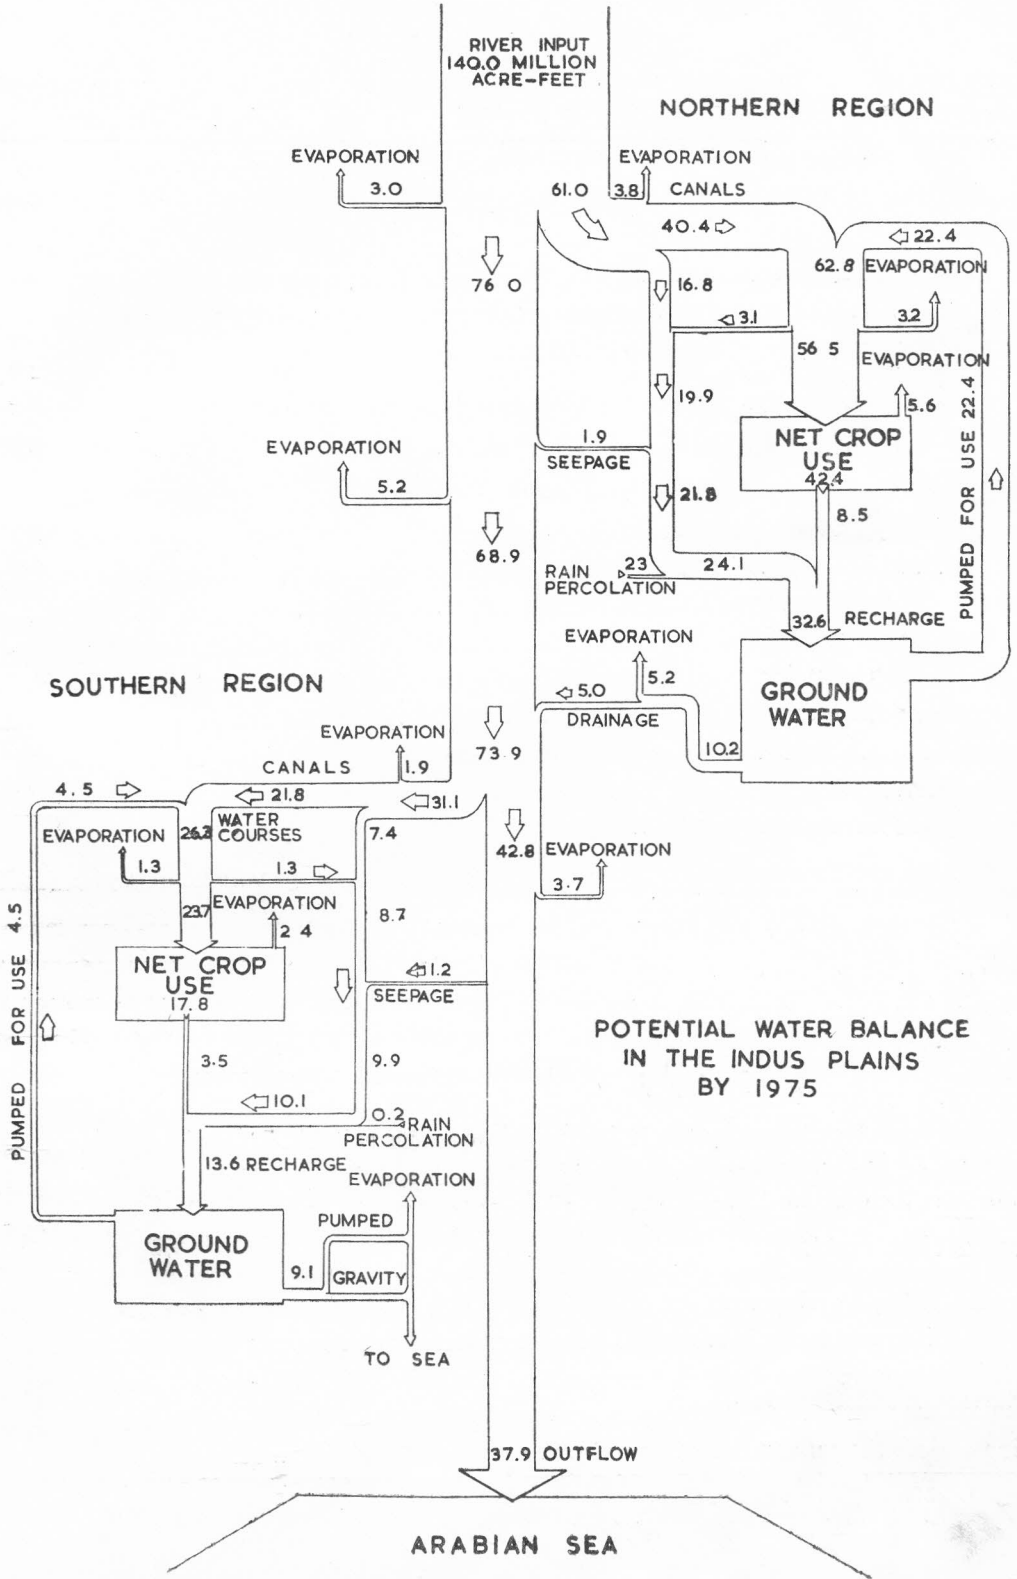 RIVER INPUT
140.0 MILLION
ACRE-FEET
NORTHERN REGION
EVAPORATION
3.0
EVAPORATION
61.0
3.8
CANALS
40.4
22.4
76 0
16.8
62.8
EVAPORATION
3.1
3.2
56 5
EVAPORATION
19.9
5.6
PUMPED FOR USE 22.4
EVAPORATION
5.2
1.9
SEEPAGE
NET CROP
USE
42.4
21.8
8.5
68.9
23
RAIN
PERCOLATION
24.1
32.6
RECHARGE
EVAPORATION
5.2
5.0
DRAINAGE
GROUND
WATER
10.2
73.9
SOUTHERN REGION
EVAPORATION
1.9
CANALS
4.5
21.8
31.1
EVAPORATION
26.3
WATER
COURSES
7.4
42.8
EVAPORATION
1.3
1.3
3.7
EVAPORATION
23.7
2 4
8.7
PUMPED FOR USE 4.5
NET CROP
USE
17.8
1.2
SEEPAGE
POTENTIAL WATER BALANCE
IN THE INDUS PLAINS
BY 1975
3.5
9.9
10.1
0.2
RAIN
PERCOLATION
13.6 RECHARGE
EVAPORATION
PUMPED
GROUND
WATER
9.1
GRAVITY
TO SEA
37.9 OUTFLOW
ARABIAN SEA